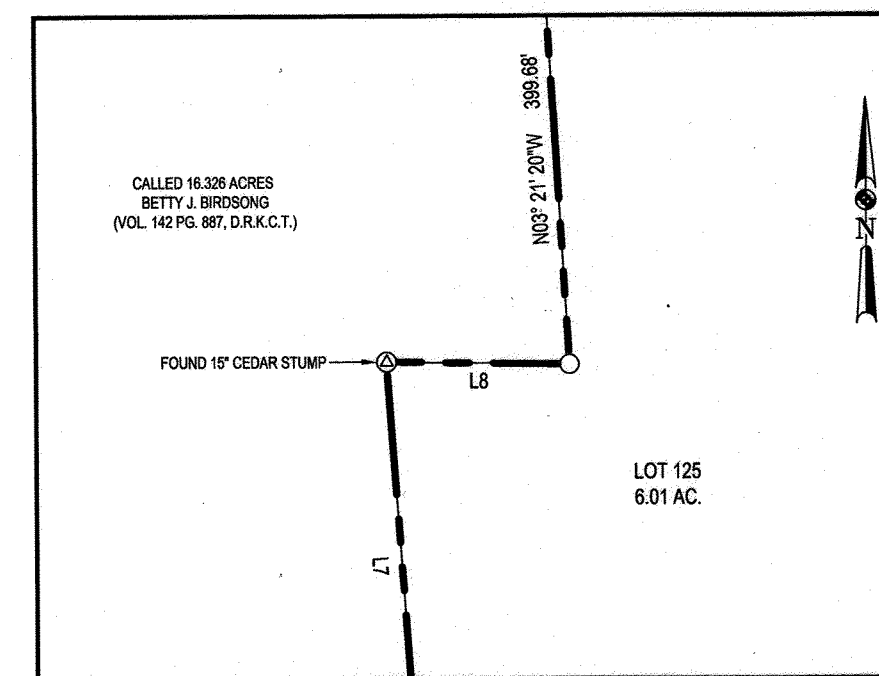 N03° 21' 20"W 399.68'
CALLED 16.326 ACRES
BETTY J. BIRDSONG
(VOL. 142 PG. 887, D.R.K.C.T.)
N
FOUND 15" CEDAR STUMP
L8
LOT 125
6.01 AC.
L7